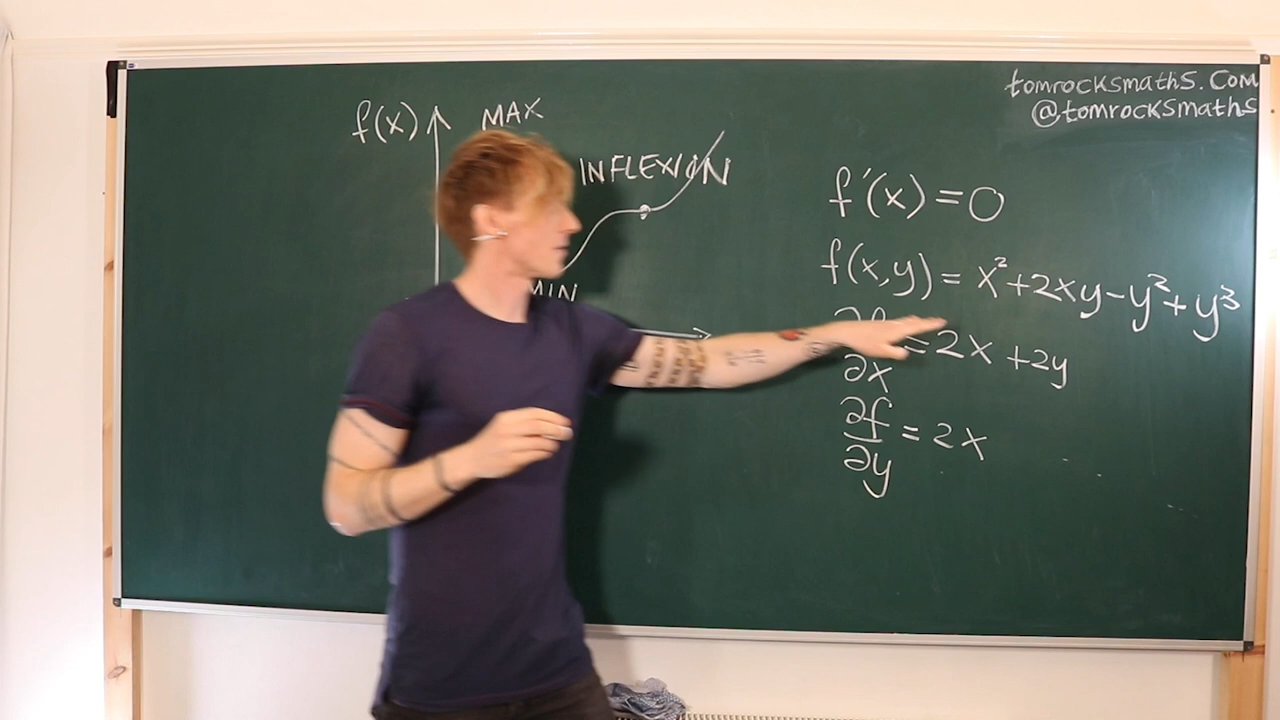 tomrocksmaths.com
@tomrocksmaths
f(x)
MAX
INFLEXION
MIN
f'(x) = 0
f(x,y) = x² + 2xy - y² + y³
∂f/∂x = 2x + 2y
∂f/∂y = 2x